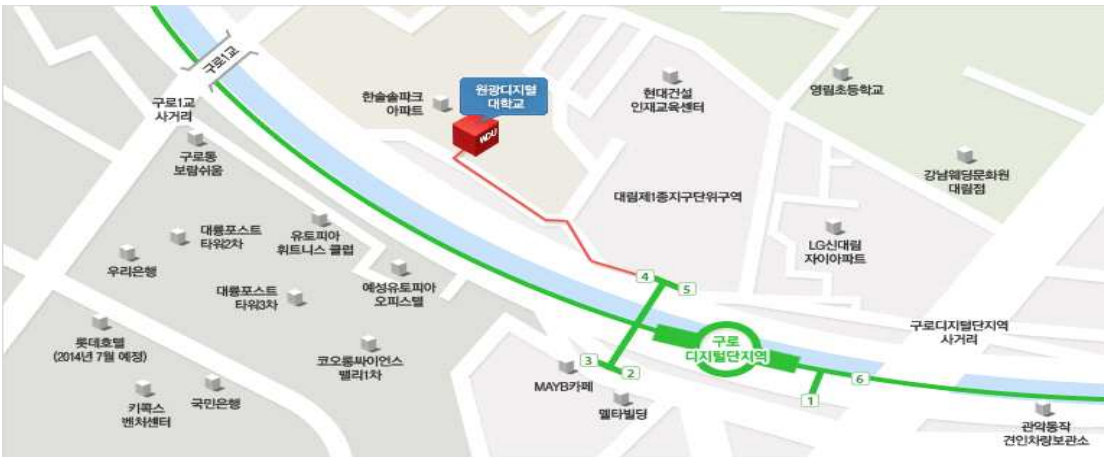 구로1교
구로1교
사거리
한솔솔파크
아파트
원광디지털
대학교
WDU
현대건설
인재교육센터
영림초등학교
구로동
보람쉬움
강남웨딩문화원
대림점
대림제1종지구단위구역
대륭포스트
타워2차
유토피아
휘트니스 클럽
우리은행
LG신대림
자이아파트
대륭포스트
타워3차
예성유토피아
오피스텔
4
5
롯데호텔
(2014년 7월 예정)
코오롱싸이언스
밸리1차
구로
디지털단지역
구로디지털단지역
사거리
3
2
MAYB카페
6
1
키콕스
벤처센터
국민은행
델타빌딩
관악동작
견인차량보관소